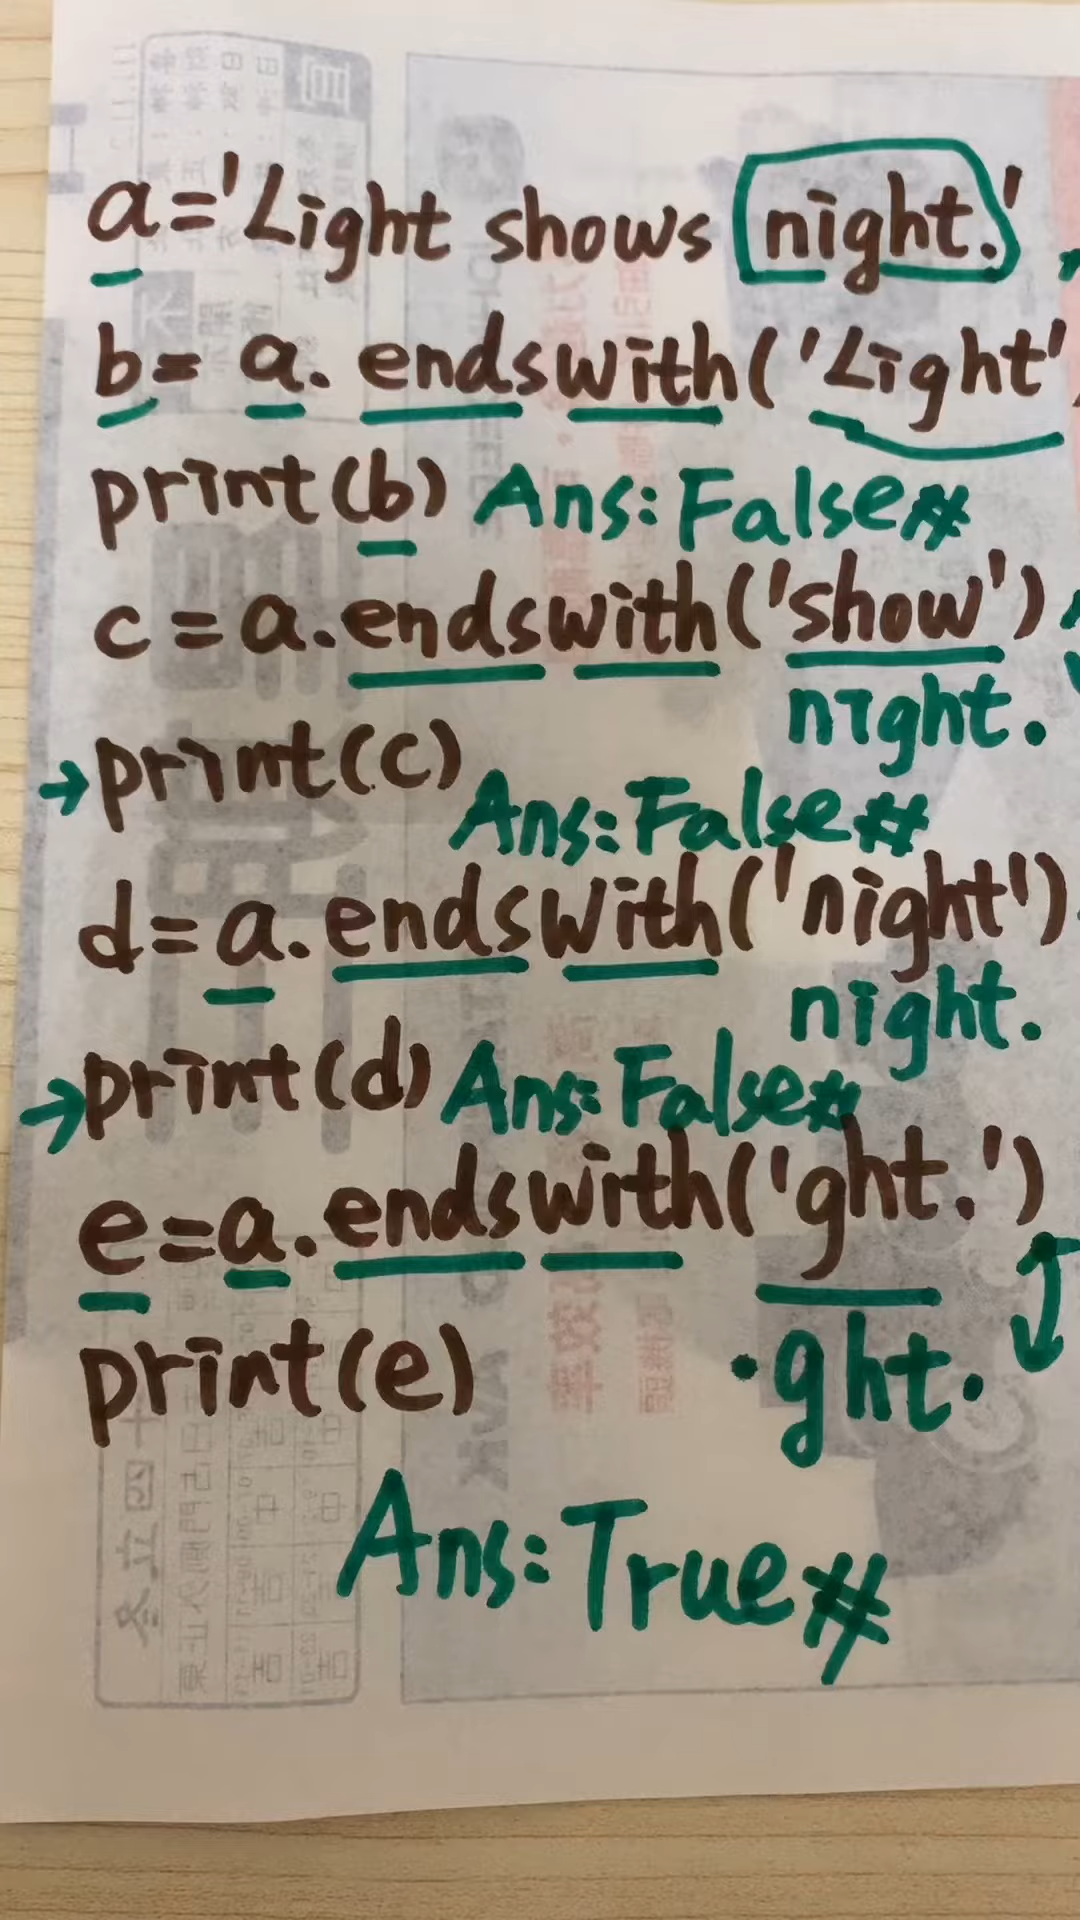 a='Light shows night.'
b= a. endswith('Light'
print(b) Ans:False#
c=a.endswith('show')
night.
→print(c)
Ans:False#
d=a.endswith('night')
night.
→print(d) Ans:False#
e=a.endswith('ght.')
print(e) ·ght.
Ans:True#